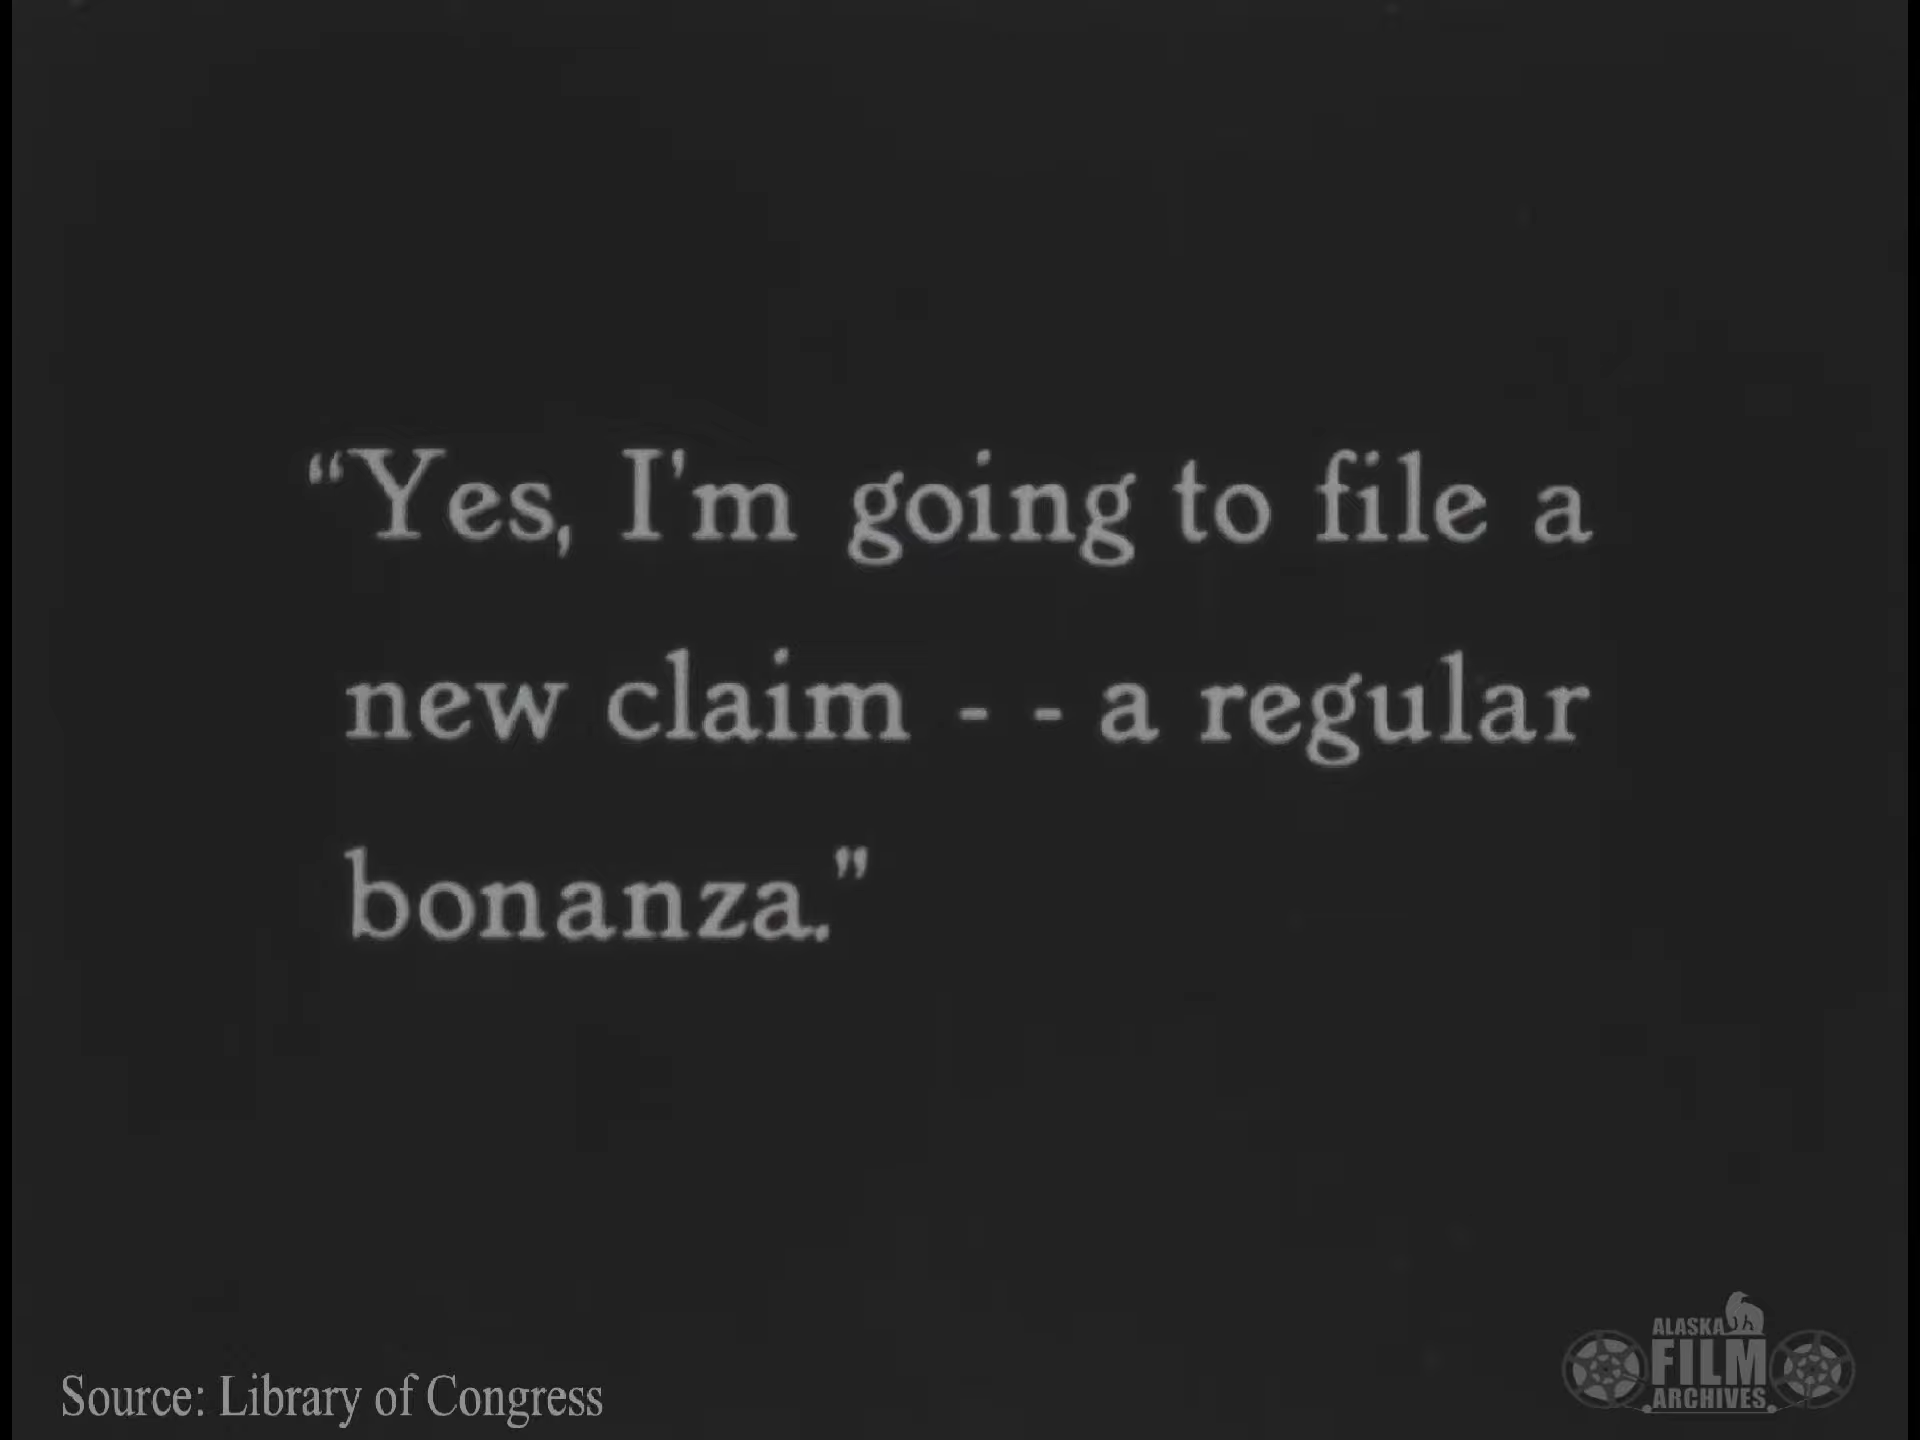 “Yes, I'm going to file a
new claim - - a regular
bonanza.”
Source: Library of Congress
ALASKA
FILM
ARCHIVES